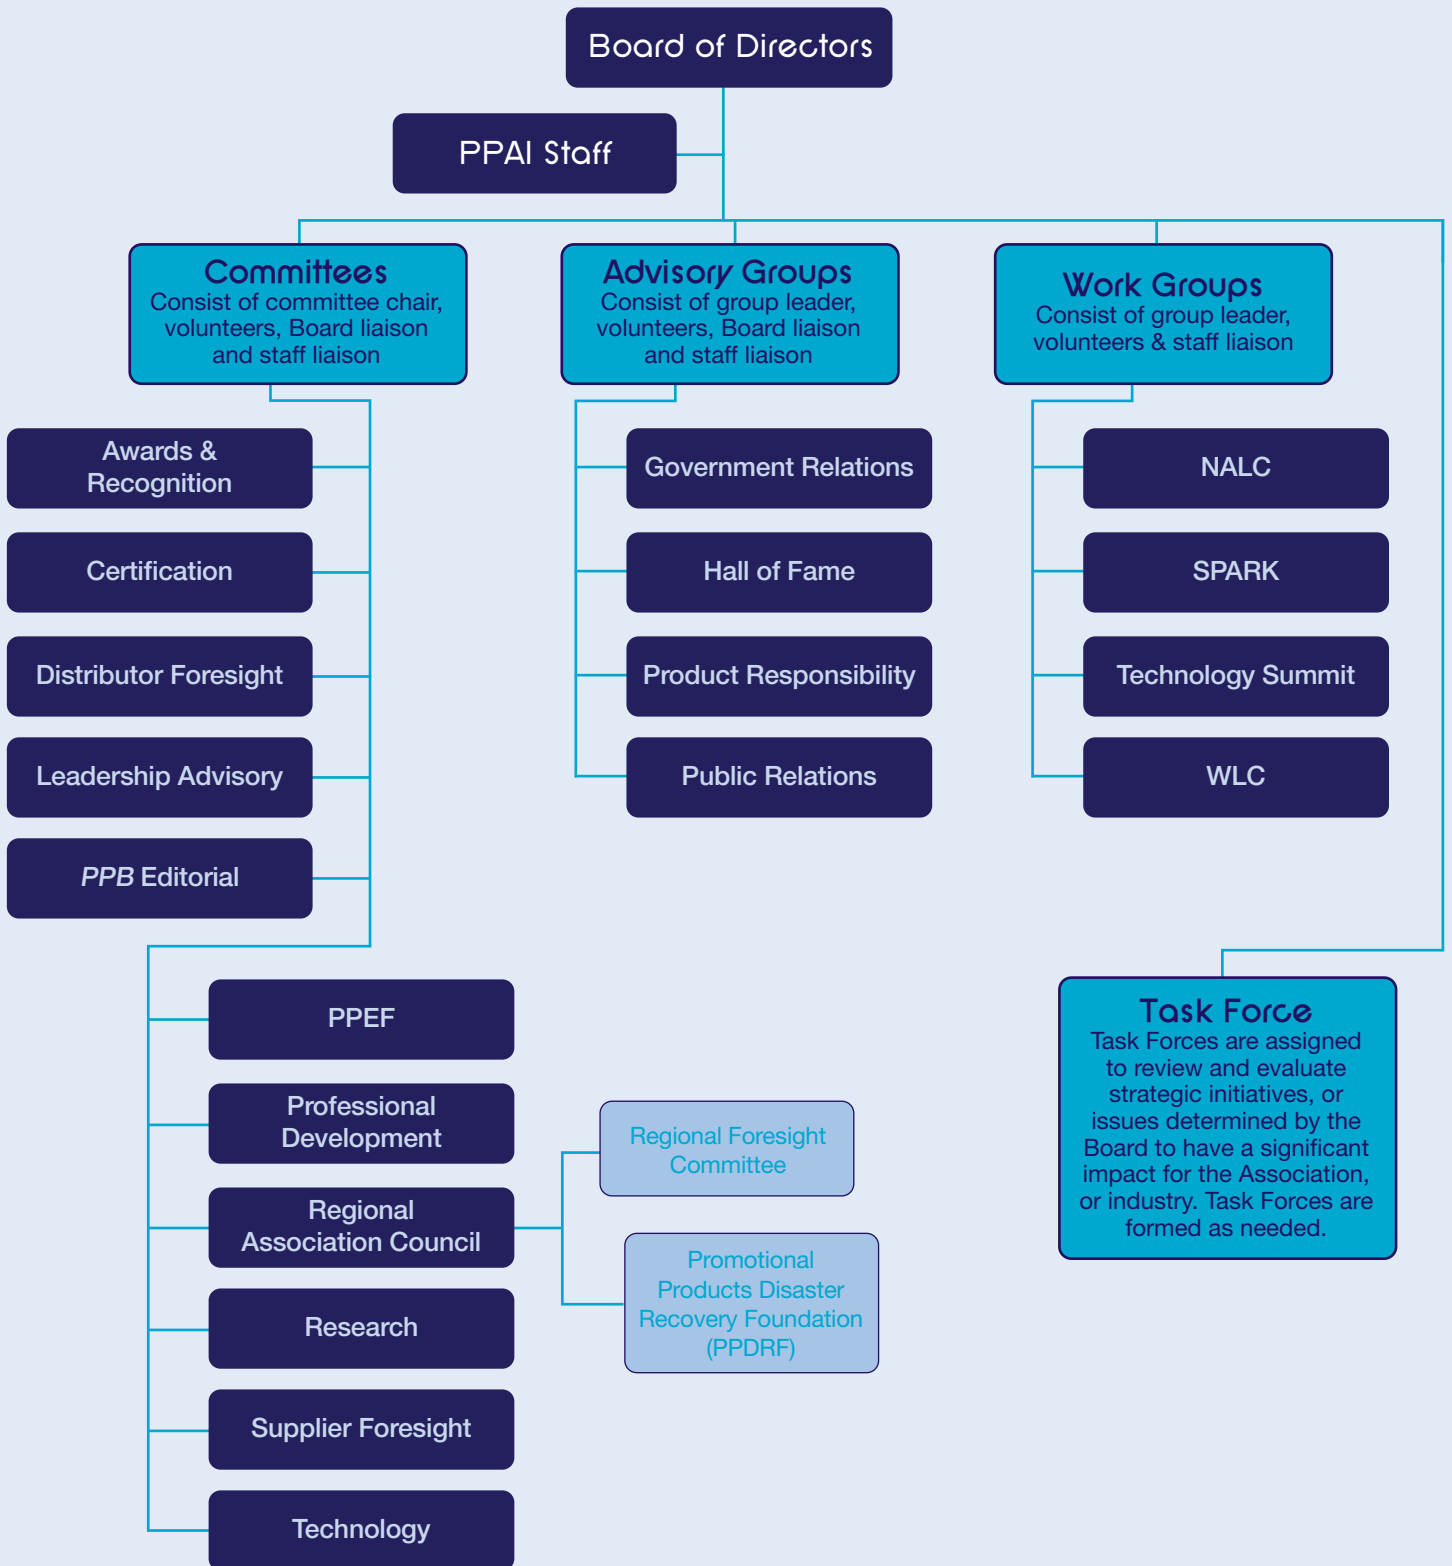 Board of Directors
PPAI Staff
Committees
Consist of committee chair,
volunteers, Board liaison
and staff liaison
Advisory Groups
Consist of group leader,
volunteers, Board liaison
and staff liaison
Work Groups
Consist of group leader,
volunteers & staff liaison
Awards &
Recognition
Certification
Distributor Foresight
Leadership Advisory
PPB Editorial
Government Relations
Hall of Fame
Product Responsibility
Public Relations
NALC
SPARK
Technology Summit
WLC
PPEF
Professional
Development
Regional
Association Council
Research
Supplier Foresight
Technology
Regional Foresight
Committee
Promotional
Products Disaster
Recovery Foundation
(PPDRF)
Task Force
Task Forces are assigned
to review and evaluate
strategic initiatives, or
issues determined by the
Board to have a significant
impact for the Association,
or industry. Task Forces are
formed as needed.